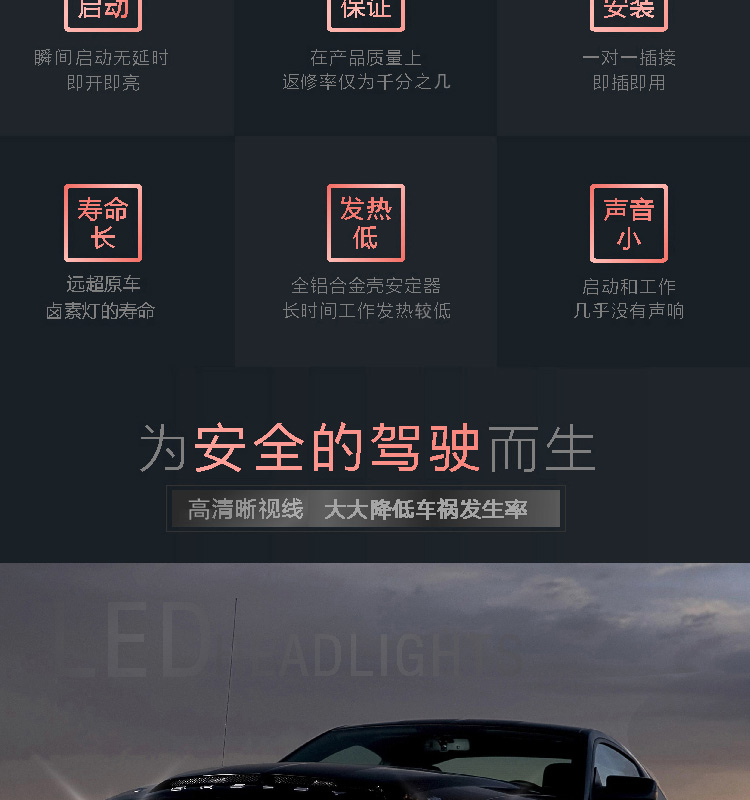 启动
保证
安装
瞬间启动无延时
即开即亮
在产品质量上
返修率仅为千分之几
一对一插接
即插即用
寿命
长
发热
低
声音
小
远超原车
卤素灯的寿命
全铝合金壳安定器
长时间工作发热较低
启动和工作
几乎没有声响
为安全的驾驶而生
高清晰视线 大大降低车祸发生率
LED
HEADLIGHT